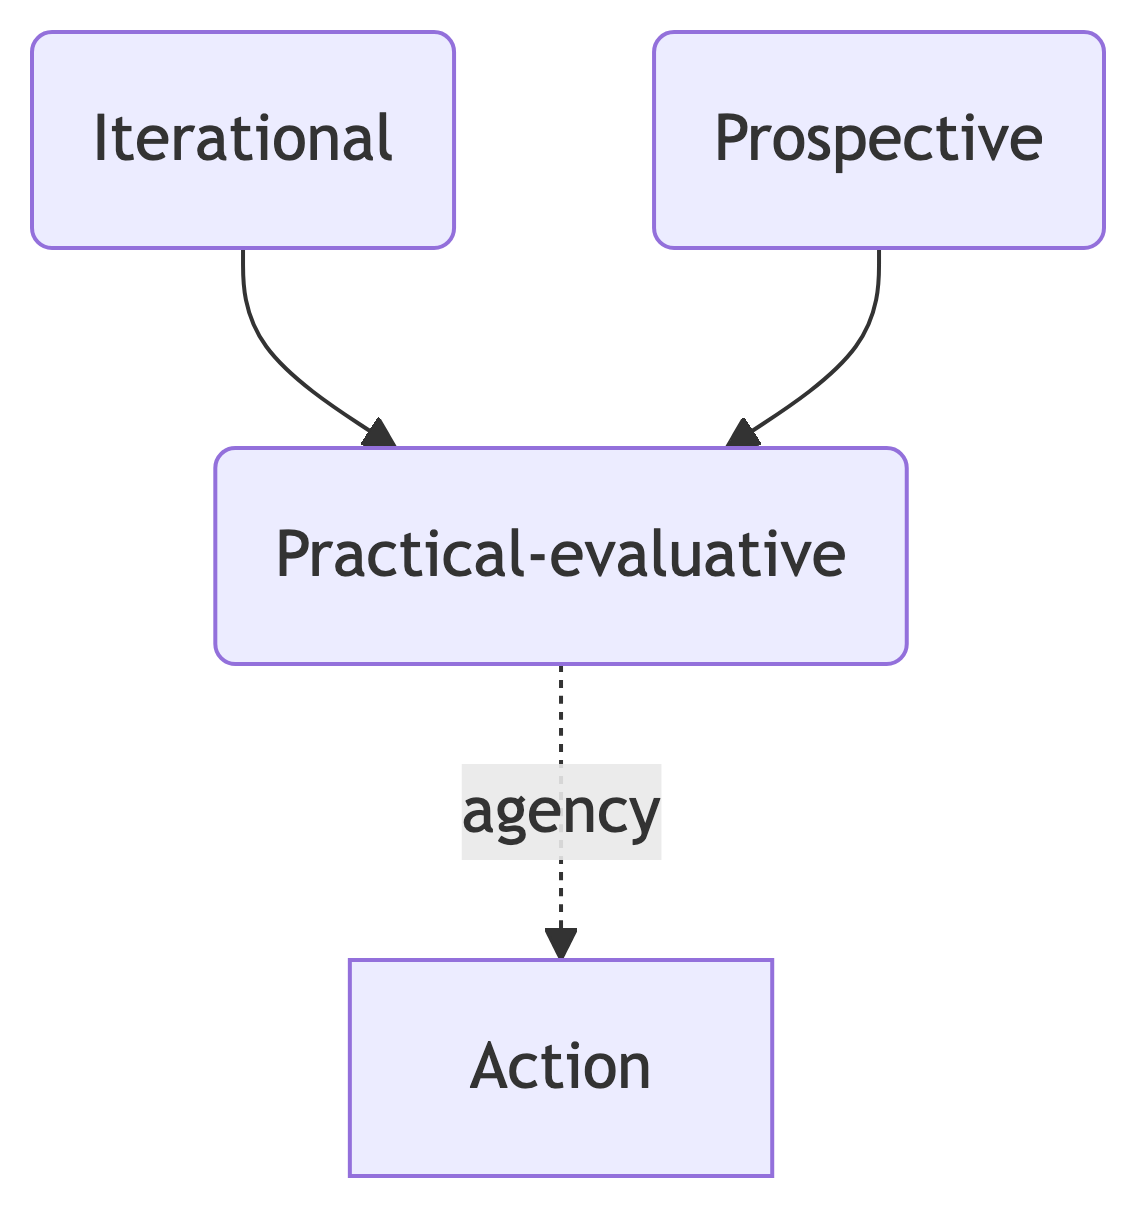 Iterational
Prospective
Practical-evaluative
agency
Action